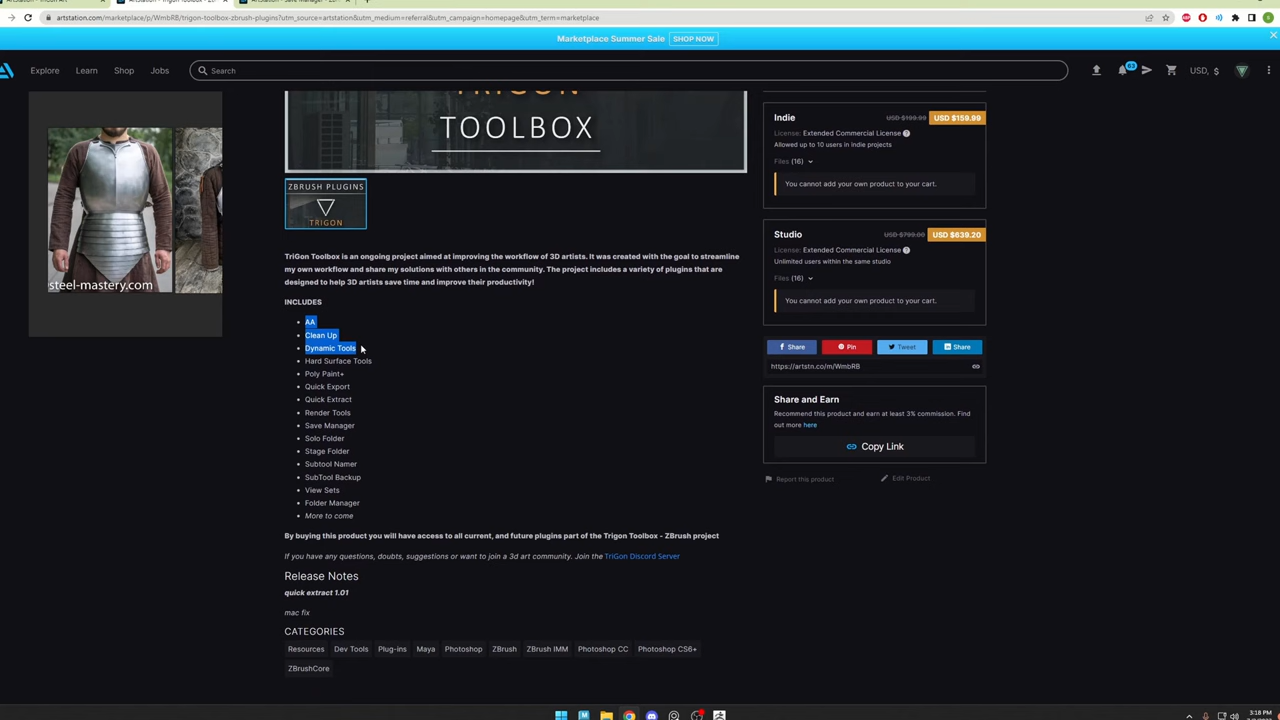 artstation.com/marketplace/p/WmbRB/trigon-toolbox-zbrush-plugins?utm_source=artstation&utm_medium=referral&utm_campaign=homepage&utm_term=marketplace
Marketplace Summer Sale SHOP NOW
Explore Learn Shop Jobs Search 63 USD, $
steel-mastery.com
TRIGON
TOOLBOX
ZBRUSH PLUGINS
TRIGON
TriGon Toolbox is an ongoing project aimed at improving the workflow of 3D artists. It was created with the goal to streamline
my own workflow and share my solutions with others in the community. The project includes a variety of plugins that are
designed to help 3D artists save time and improve their productivity!
INCLUDES
AA
Clean Up
Dynamic Tools
Hard Surface Tools
Poly Paint+
Quick Export
Quick Extract
Render Tools
Save Manager
Solo Folder
Stage Folder
Subtool Namer
SubTool Backup
View Sets
Folder Manager
More to come
By buying this product you will have access to all current, and future plugins part of the Trigon Toolbox - ZBrush project
If you have any questions, doubts, suggestions or want to join a 3d art community. Join the TriGon Discord Server
Release Notes
quick extract 1.01
mac fix
CATEGORIES
Resources Dev Tools Plug-ins Maya Photoshop ZBrush ZBrush IMM Photoshop CC Photoshop CS6+
ZBrushCore
Indie USD $159.99
License: Extended Commercial License
Allowed up to 10 users in indie projects
Files (16)
You cannot add your own product to your cart.
Studio USD $639.20
License: Extended Commercial License
Unlimited users within the same studio
Files (16)
You cannot add your own product to your cart.
Share Pin Tweet Share
https://artstn.co/m/WmbRB
Share and Earn
Recommend this product and earn at least 3% commission. Find
out more here
Copy Link
Report this product Edit Product
3:18 PM